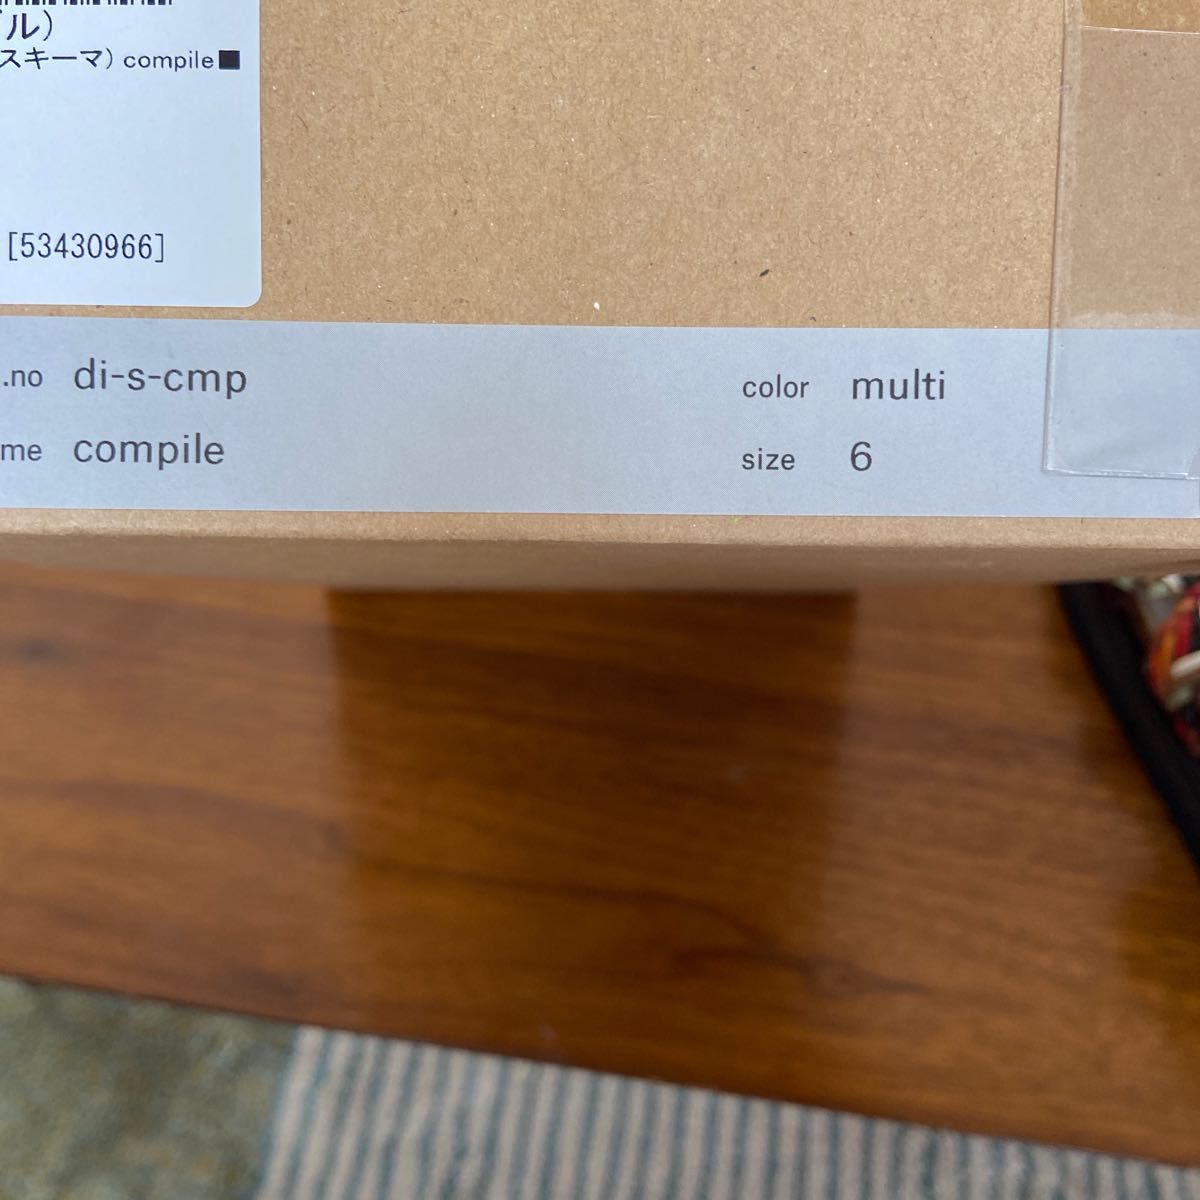 ル)
スキーマ) compile■
[53430966]
.no di-s-cmp
color multi
me compile
size 6